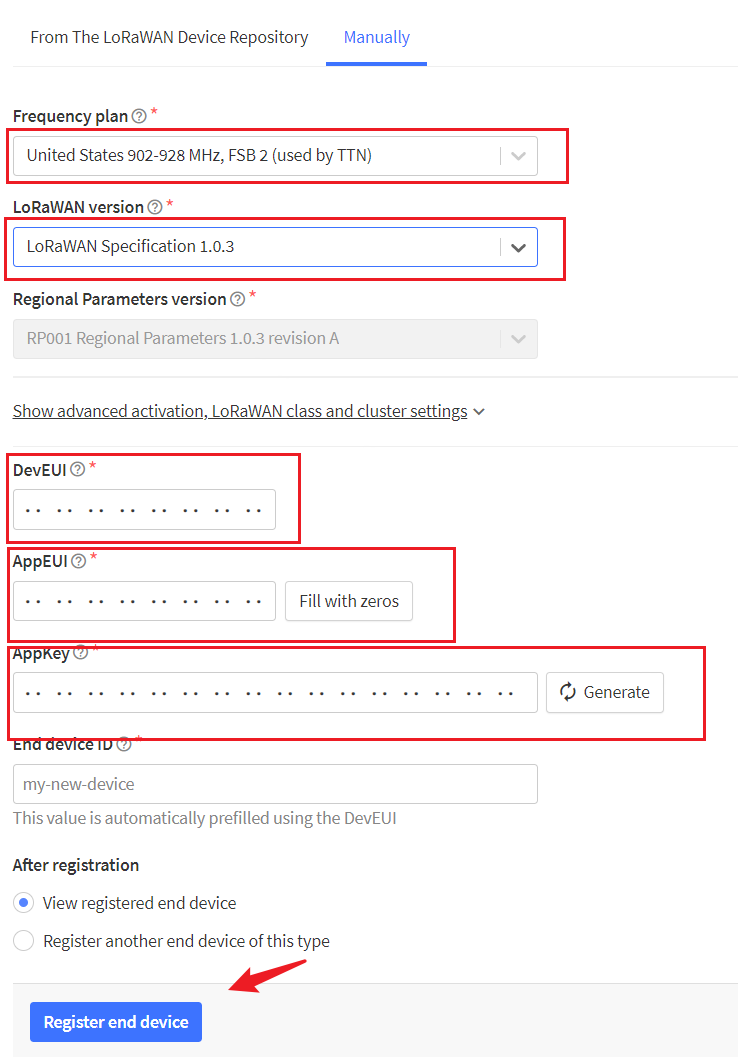 From The LoRaWAN Device Repository Manually
Frequency plan *
United States 902-928 MHz, FSB 2 (used by TTN)
LoRaWAN version *
LoRaWAN Specification 1.0.3
Regional Parameters version *
RP001 Regional Parameters 1.0.3 revision A
Show advanced activation, LoRaWAN class and cluster settings
DevEUI *
·· ·· ·· ·· ·· ·· ·· ··
AppEUI *
·· ·· ·· ·· ·· ·· ·· ·· Fill with zeros
AppKey *
·· ·· ·· ·· ·· ·· ·· ·· ·· ·· ·· ·· ·· ·· ·· ·· Generate
End device ID *
my-new-device
This value is automatically prefilled using the DevEUI
After registration
View registered end device
Register another end device of this type
Register end device